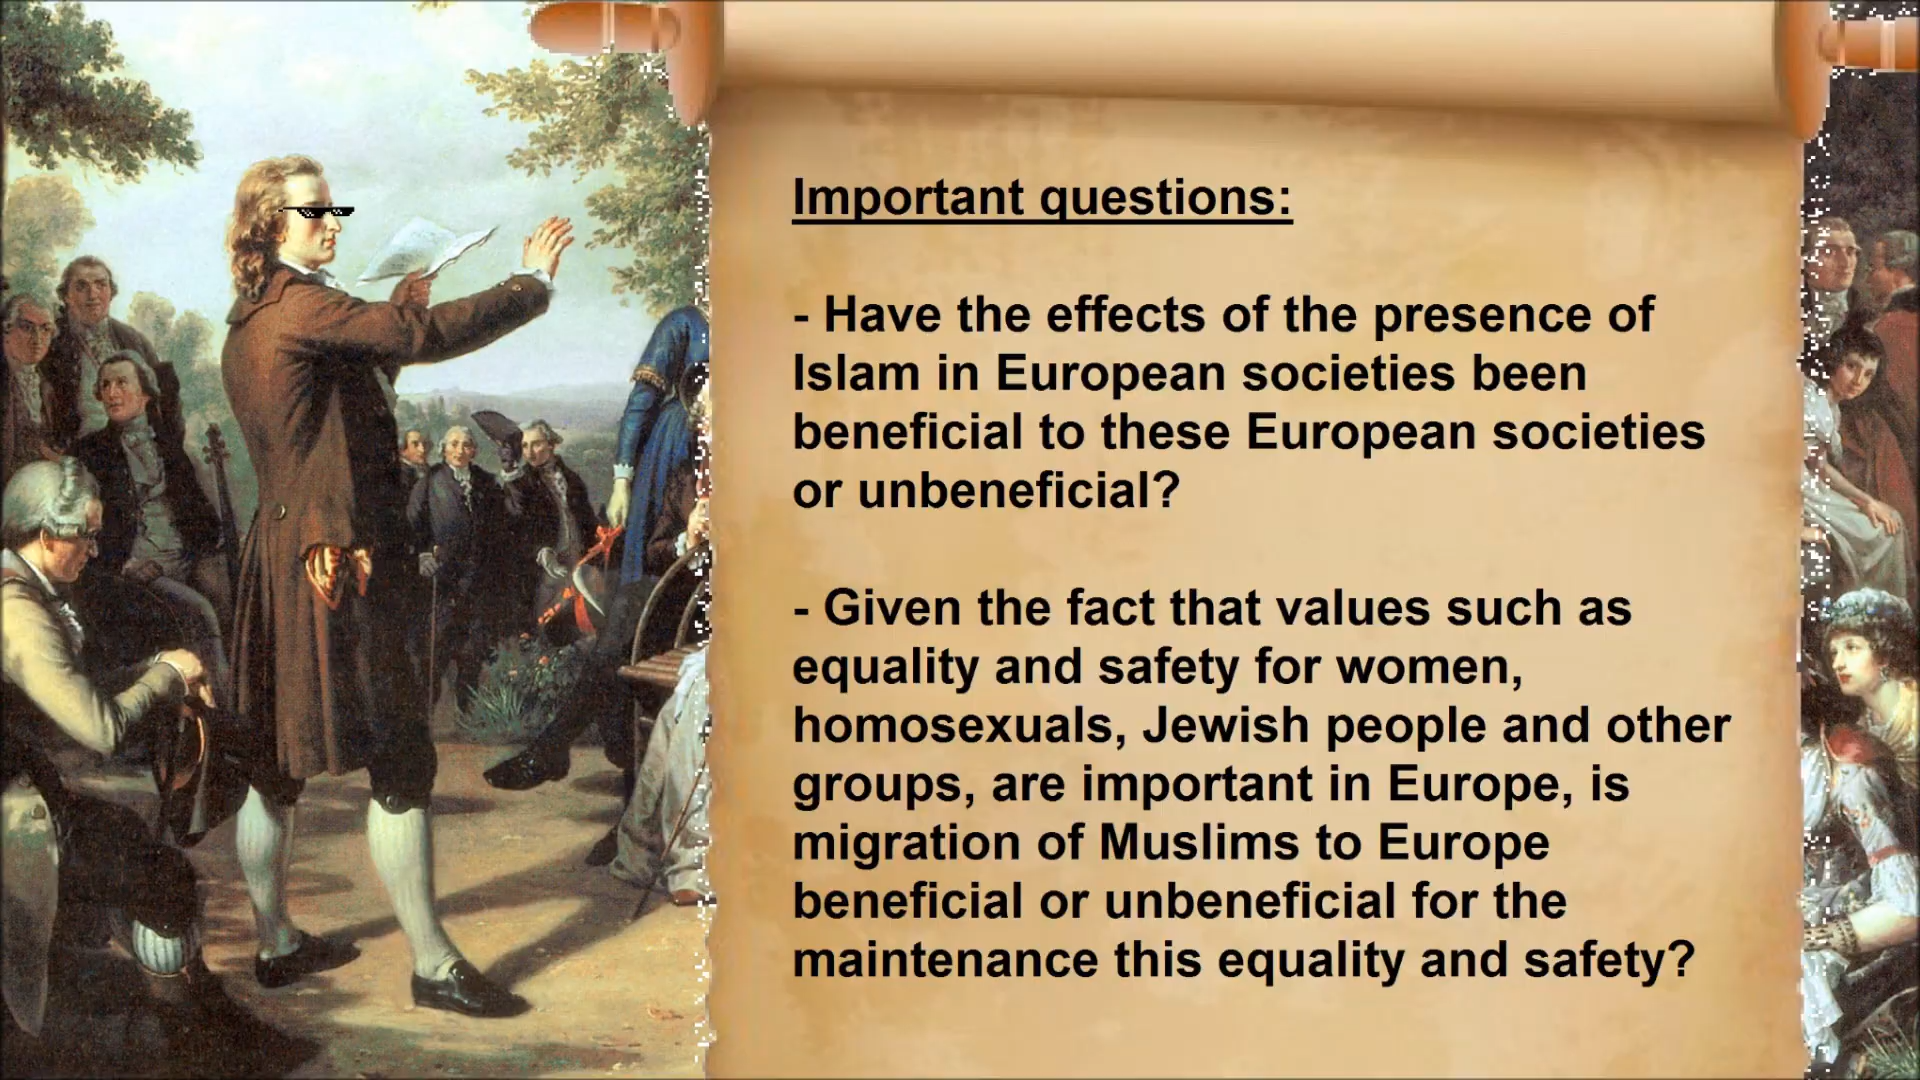 Important questions:
- Have the effects of the presence of
Islam in European societies been
beneficial to these European societies
or unbeneficial?
- Given the fact that values such as
equality and safety for women,
homosexuals, Jewish people and other
groups, are important in Europe, is
migration of Muslims to Europe
beneficial or unbeneficial for the
maintenance this equality and safety?